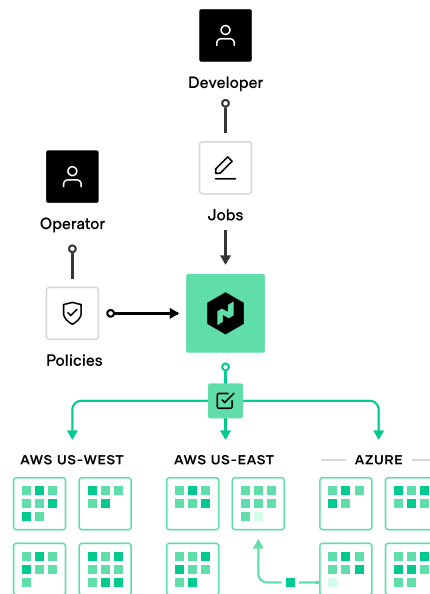 Developer
Operator
Jobs
Policies
AWS US-WEST
AWS US-EAST
AZURE